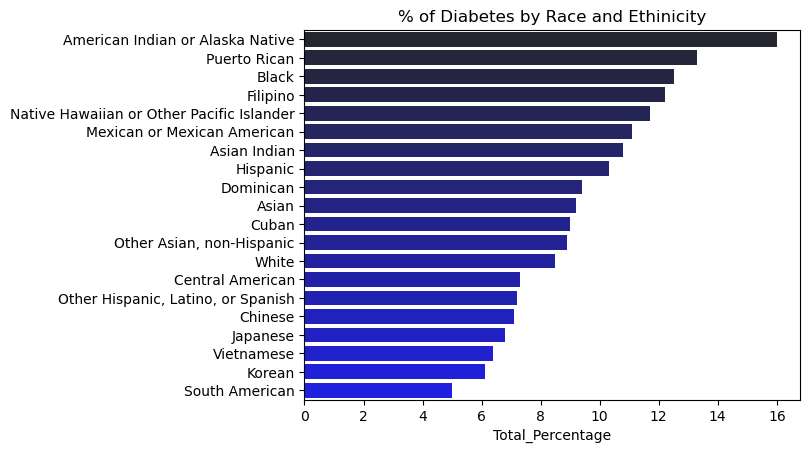 % of Diabetes by Race and Ethinicity
American Indian or Alaska Native
Puerto Rican
Black
Filipino
Native Hawaiian or Other Pacific Islander
Mexican or Mexican American
Asian Indian
Hispanic
Dominican
Asian
Cuban
Other Asian, non-Hispanic
White
Central American
Other Hispanic, Latino, or Spanish
Chinese
Japanese
Vietnamese
Korean
South American
0 2 4 6 8 10 12 14 16
Total_Percentage